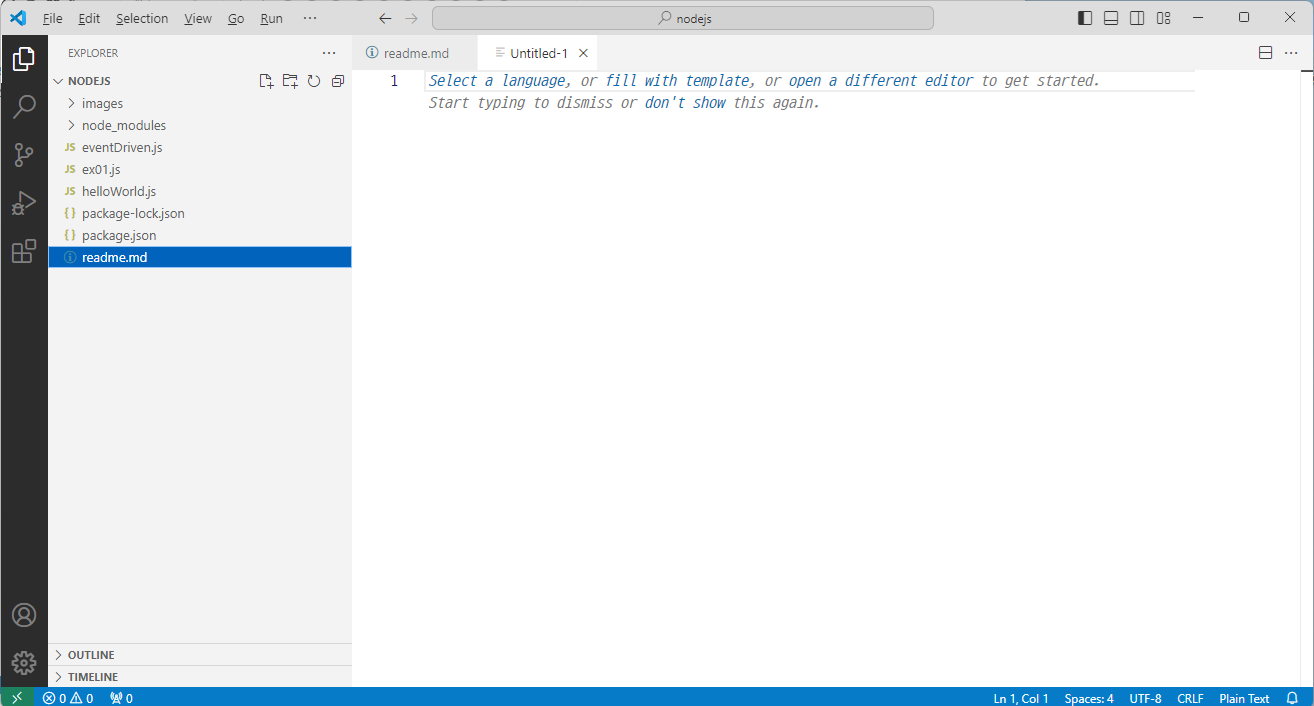 File Edit Selection View Go Run ···
nodejs
EXPLORER
NODEJS
images
node_modules
JS eventDriven.js
JS ex01.js
JS helloWorld.js
{} package-lock.json
{} package.json
readme.md
OUTLINE
TIMELINE
readme.md
Untitled-1
1 Select a language, or fill with template, or open a different editor to get started.
Start typing to dismiss or don't show this again.
0 0 0
Ln 1, Col 1 Spaces: 4 UTF-8 CRLF Plain Text